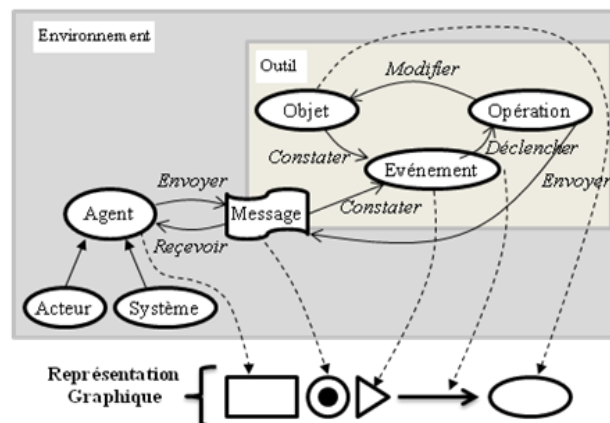 Environnement
Outil
Modifier
Objet
Opération
Constater
Déclencher
Evénement
Envoyer
Envoyer
Agent
Message
Constater
Reçevoir
Acteur
Système
Représentation
Graphique